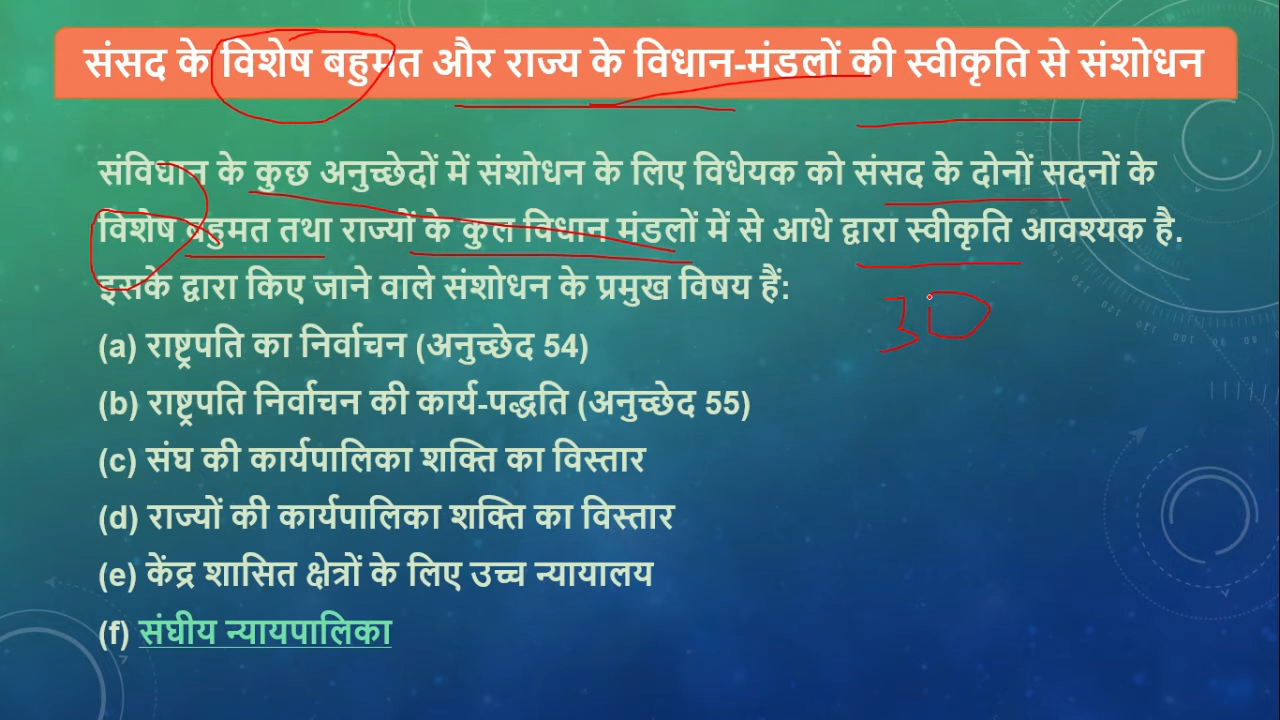 संसद के विशेष बहुमत और राज्य के विधान-मंडलों की स्वीकृति से संशोधन
संविधान के कुछ अनुच्छेदों में संशोधन के लिए विधेयक को संसद के दोनों सदनों के
विशेष बहुमत तथा राज्यों के कुल विधान मंडलों में से आधे द्वारा स्वीकृति आवश्यक है.
इसके द्वारा किए जाने वाले संशोधन के प्रमुख विषय हैं:
30
(a) राष्ट्रपति का निर्वाचन (अनुच्छेद 54)
(b) राष्ट्रपति निर्वाचन की कार्य-पद्धति (अनुच्छेद 55)
(c) संघ की कार्यपालिका शक्ति का विस्तार
(d) राज्यों की कार्यपालिका शक्ति का विस्तार
(e) केंद्र शासित क्षेत्रों के लिए उच्च न्यायालय
(f) संघीय न्यायपालिका